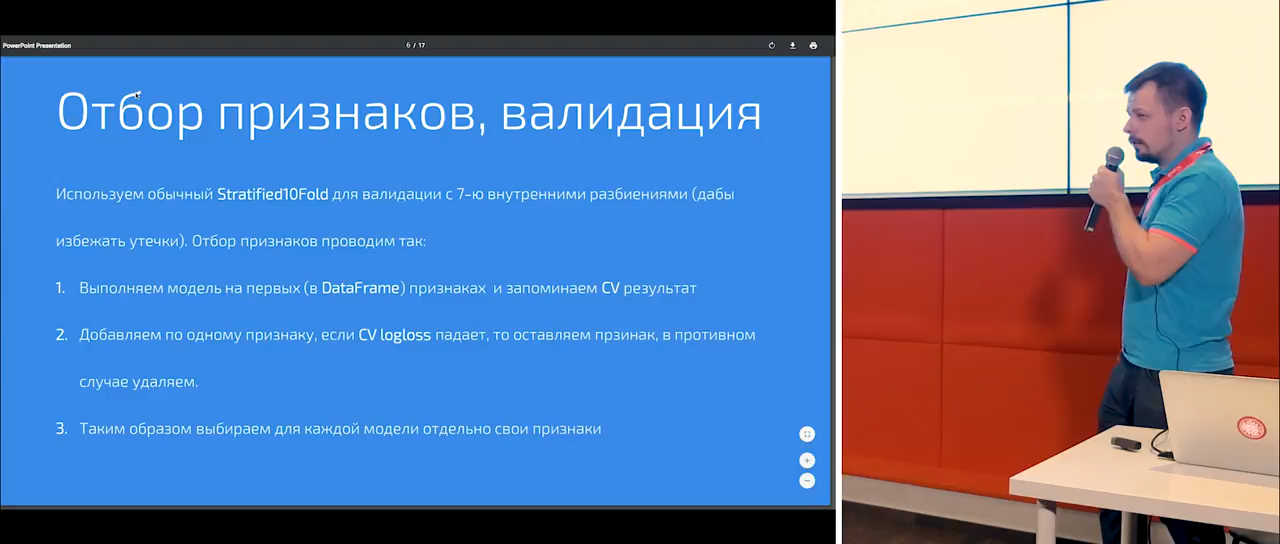 PowerPoint Presentation
6 / 17
Отбор признаков, валидация
Используем обычный Stratified10Fold для валидации с 7-ю внутренними разбиениями (дабы
избежать утечки). Отбор признаков проводим так:
1. Выполняем модель на первых (в DataFrame) признаках и запоминаем CV результат
2. Добавляем по одному признаку, если CV logloss падает, то оставляем прзинак, в противном
случае удаляем.
3. Таким образом выбираем для каждой модели отдельно свои признаки